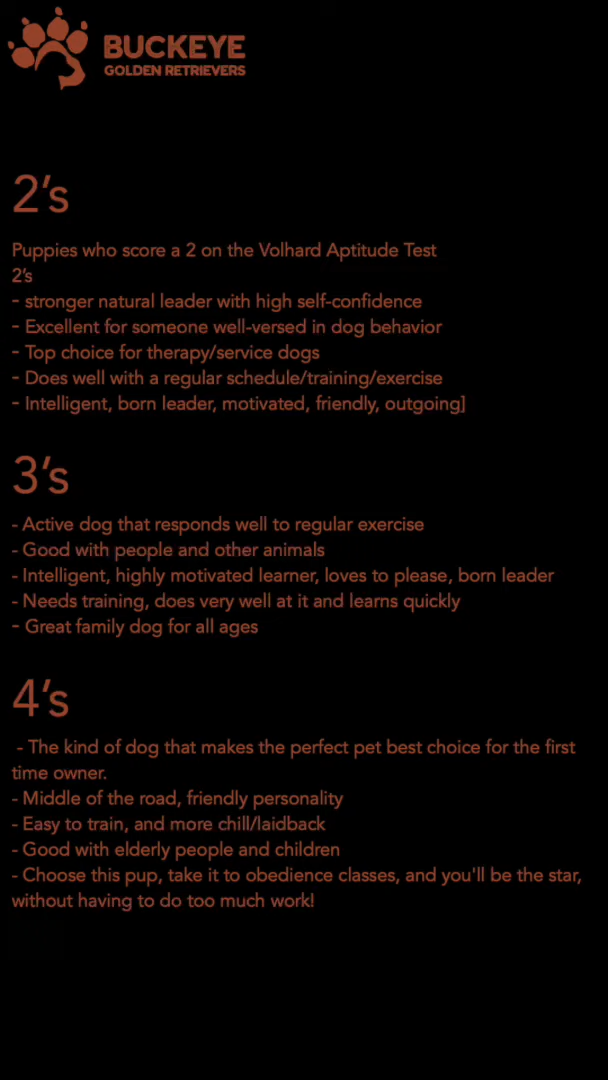 BUCKEYE
GOLDEN RETRIEVERS
2's
Puppies who score a 2 on the Volhard Aptitude Test
2's
- stronger natural leader with high self-confidence
- Excellent for someone well-versed in dog behavior
- Top choice for therapy/service dogs
- Does well with a regular schedule/training/exercise
- Intelligent, born leader, motivated, friendly, outgoing]
3's
- Active dog that responds well to regular exercise
- Good with people and other animals
- Intelligent, highly motivated learner, loves to please, born leader
- Needs training, does very well at it and learns quickly
- Great family dog for all ages
4's
- The kind of dog that makes the perfect pet best choice for the first
time owner.
- Middle of the road, friendly personality
- Easy to train, and more chill/laidback
- Good with elderly people and children
- Choose this pup, take it to obedience classes, and you'll be the star,
without having to do too much work!